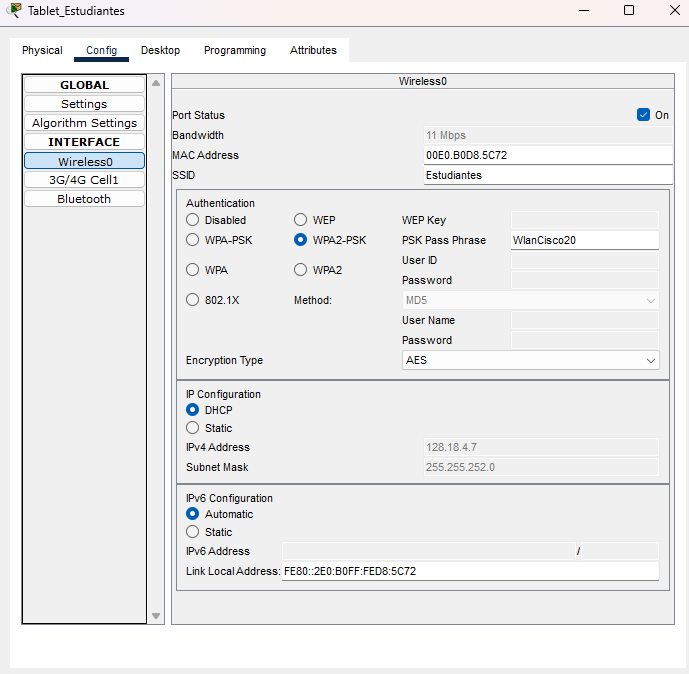 Tablet_Estudiantes
Physical Config Desktop Programming Attributes
GLOBAL
Settings
Algorithm Settings
INTERFACE
Wireless0
3G/4G Cell1
Bluetooth
Wireless0
Port Status On
Bandwidth 11 Mbps
MAC Address 00E0.B0D8.5C72
SSID Estudiantes
Authentication
Disabled WEP WEP Key
WPA-PSK WPA2-PSK PSK Pass Phrase WlanCisco20
User ID
WPA WPA2
Password
802.1X Method: MD5
User Name
Password
Encryption Type AES
IP Configuration
DHCP
Static
IPv4 Address 128.18.4.7
Subnet Mask 255.255.252.0
IPv6 Configuration
Automatic
Static
IPv6 Address /
Link Local Address: FE80::2E0:B0FF:FED8:5C72